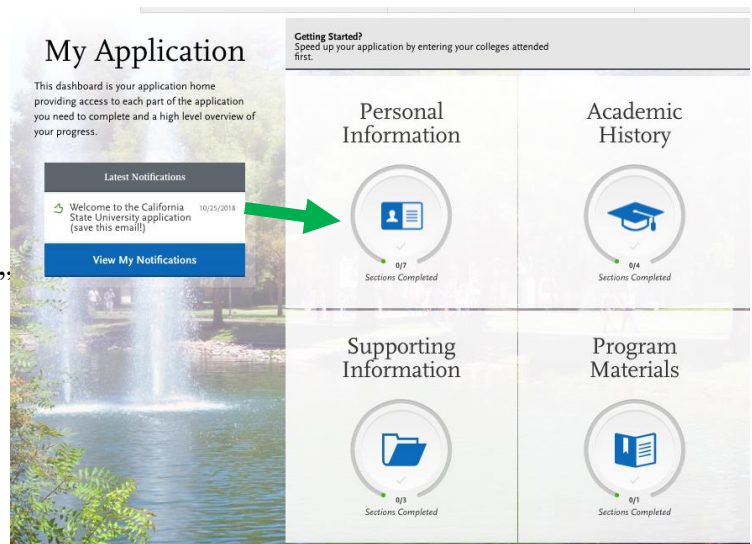 My Application
This dashboard is your application home
providing access to each part of the application
you need to complete and a high level overview of
your progress.
Latest Notifications
Welcome to the California
State University application
(save this email!)
10/25/2018
View My Notifications
”
Getting Started?
Speed up your application by entering your colleges attended
first.
Personal
Information
0/7
Sections Completed
Academic
History
0/4
Sections Completed
Supporting
Information
0/3
Sections Completed
Program
Materials
0/1
Sections Completed